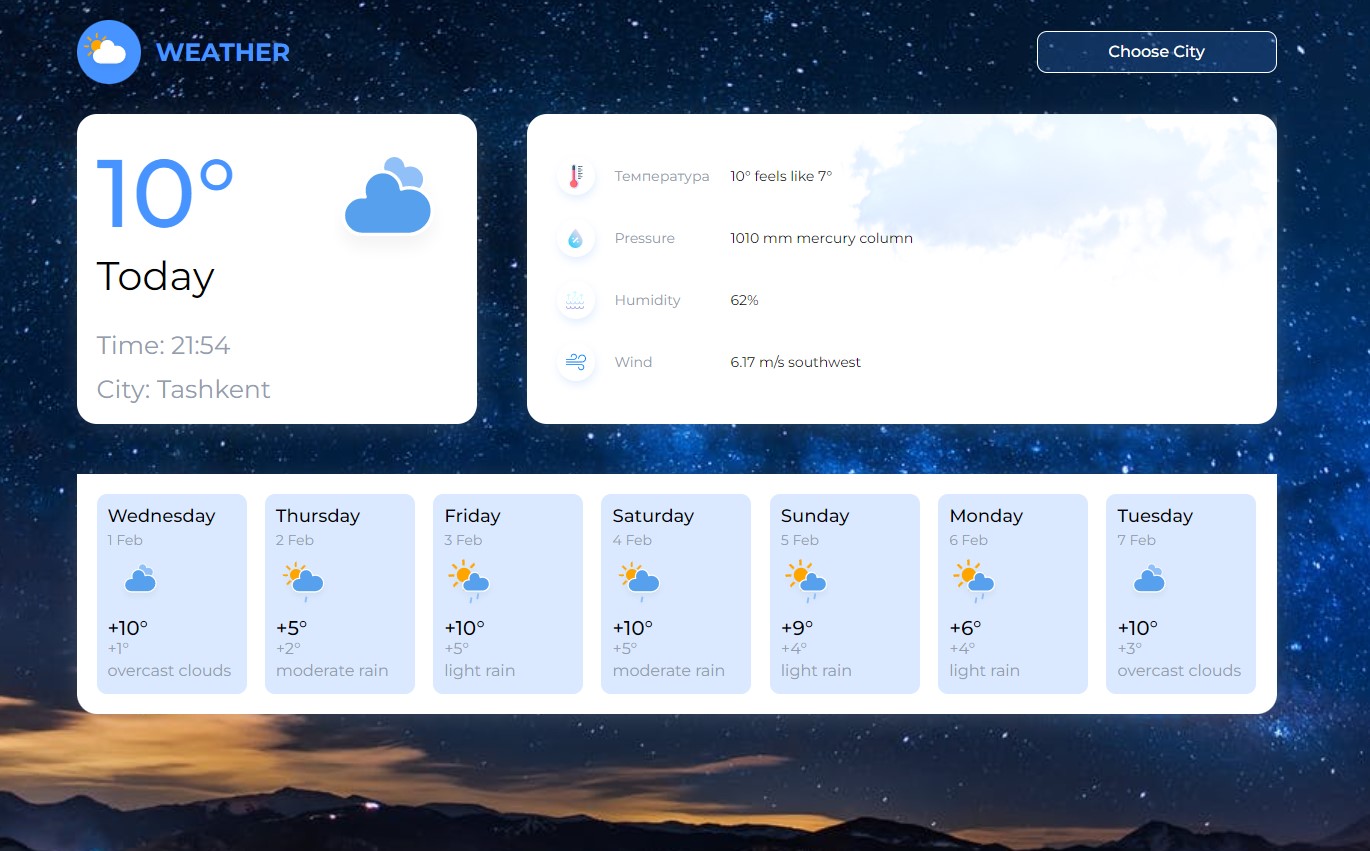 WEATHER
Choose City
10°
Today
Time: 21:54
City: Tashkent
Температура 10° feels like 7°
Pressure 1010 mm mercury column
Humidity 62%
Wind 6.17 m/s southwest
Wednesday
1 Feb
+10°
+1°
overcast clouds
Thursday
2 Feb
+5°
+2°
moderate rain
Friday
3 Feb
+10°
+5°
light rain
Saturday
4 Feb
+10°
+5°
moderate rain
Sunday
5 Feb
+9°
+4°
light rain
Monday
6 Feb
+6°
+4°
light rain
Tuesday
7 Feb
+10°
+3°
overcast clouds